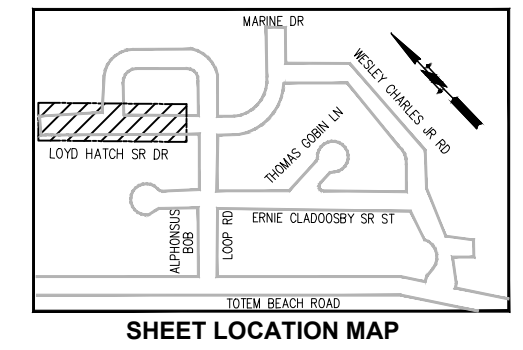 MARINE DR
WESLEY CHARLES JR RD
THOMAS GOBIN LN
LOYD HATCH SR DR
ALPHONSUS
BOB
LOOP RD
ERNIE CLADOOSBY SR ST
TOTEM BEACH ROAD
SHEET LOCATION MAP